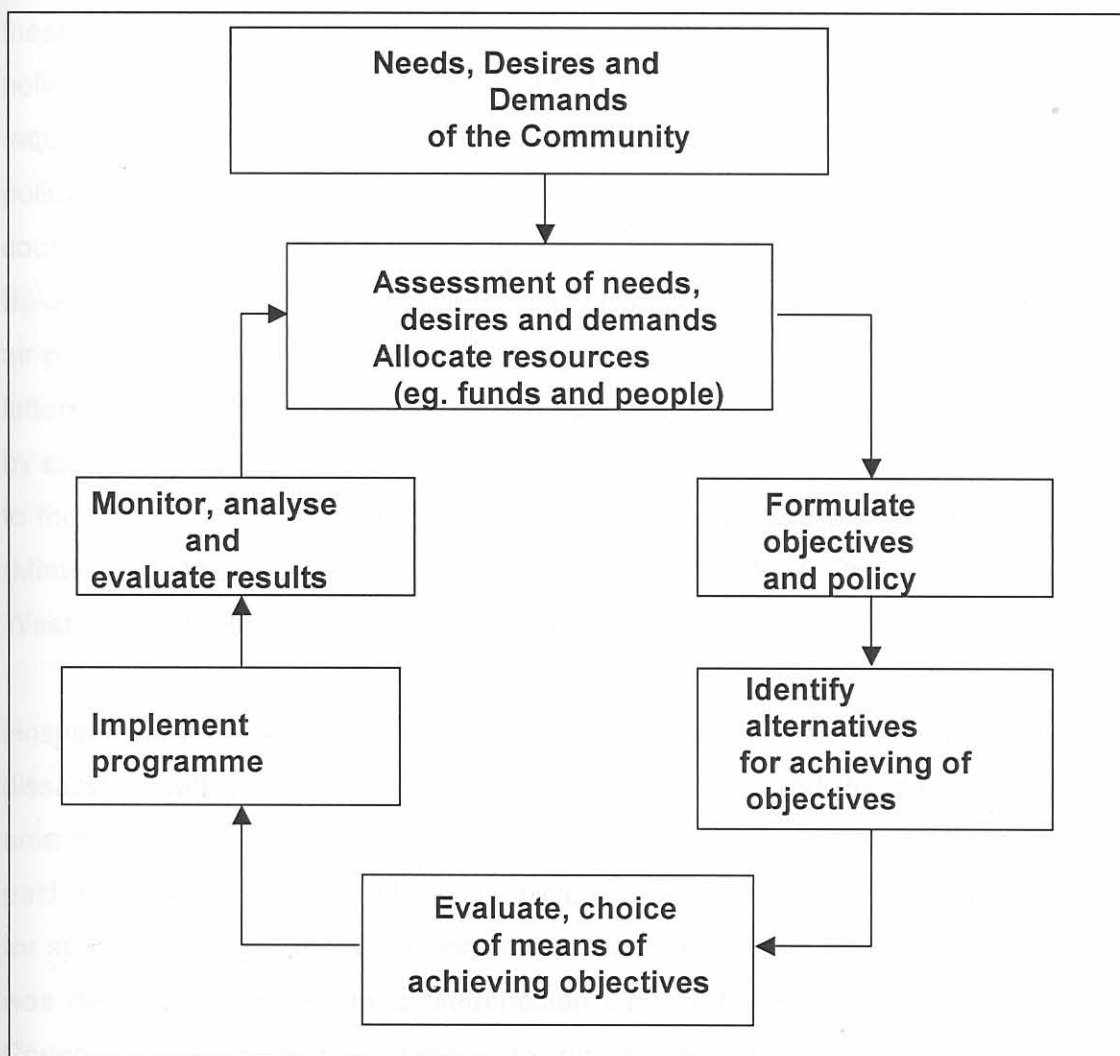 Needs, Desires and
Demands
of the Community
Assessment of needs,
desires and demands
Allocate resources
(eg. funds and people)
Formulate
objectives
and policy
Identify
alternatives
for achieving of
objectives
Evaluate, choice
of means of
achieving objectives
Implement
programme
Monitor, analyse
and
evaluate results